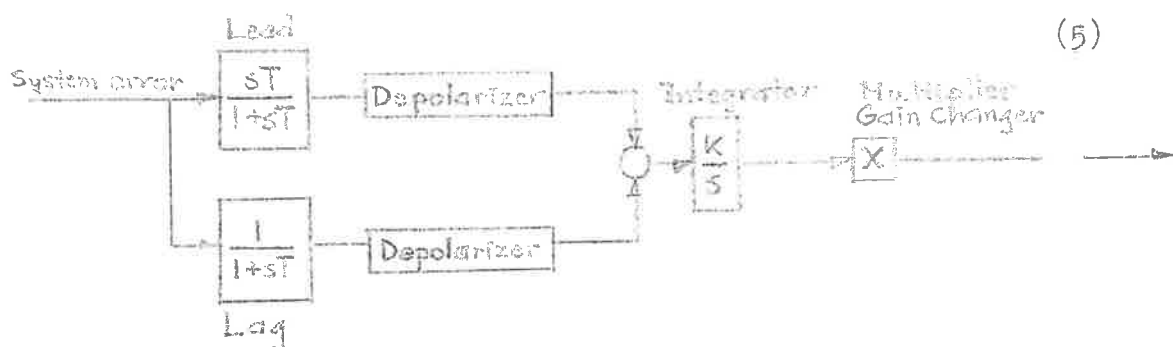 (5)
Lead
System error
sT
1+sT
Depolarizer
Integrator
Multiplier
Gain Changer
K
S
X
1
1+sT
Depolarizer
Lag